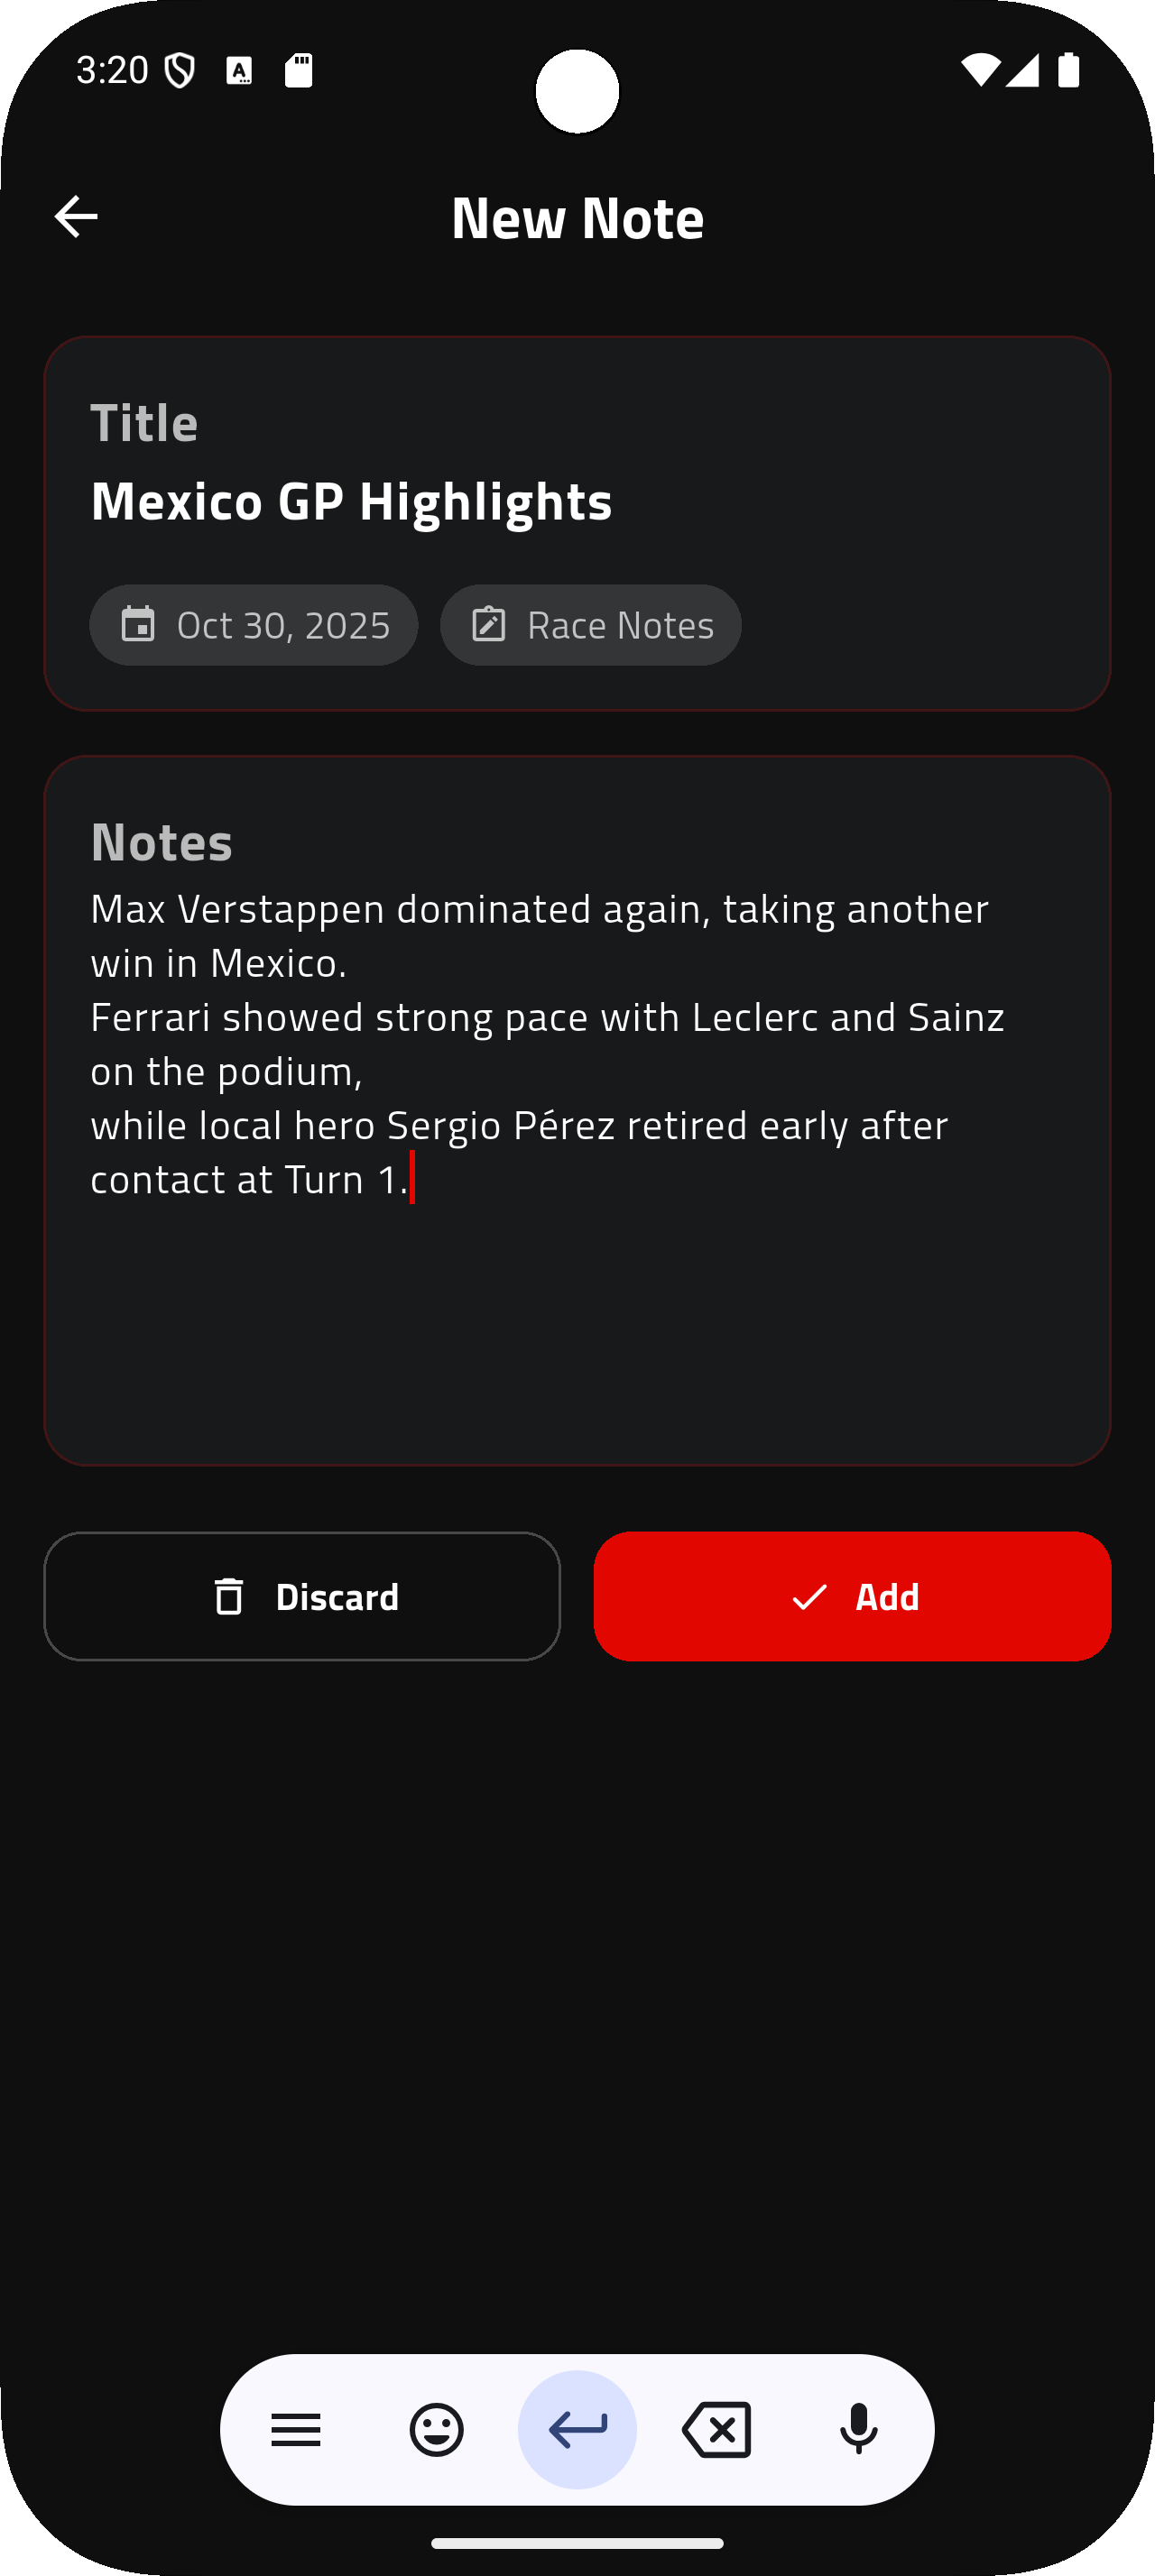 3:20
New Note
Title
Mexico GP Highlights
Oct 30, 2025
Race Notes
Notes
Max Verstappen dominated again, taking another
win in Mexico.
Ferrari showed strong pace with Leclerc and Sainz
on the podium,
while local hero Sergio Pérez retired early after
contact at Turn 1.
Discard
Add